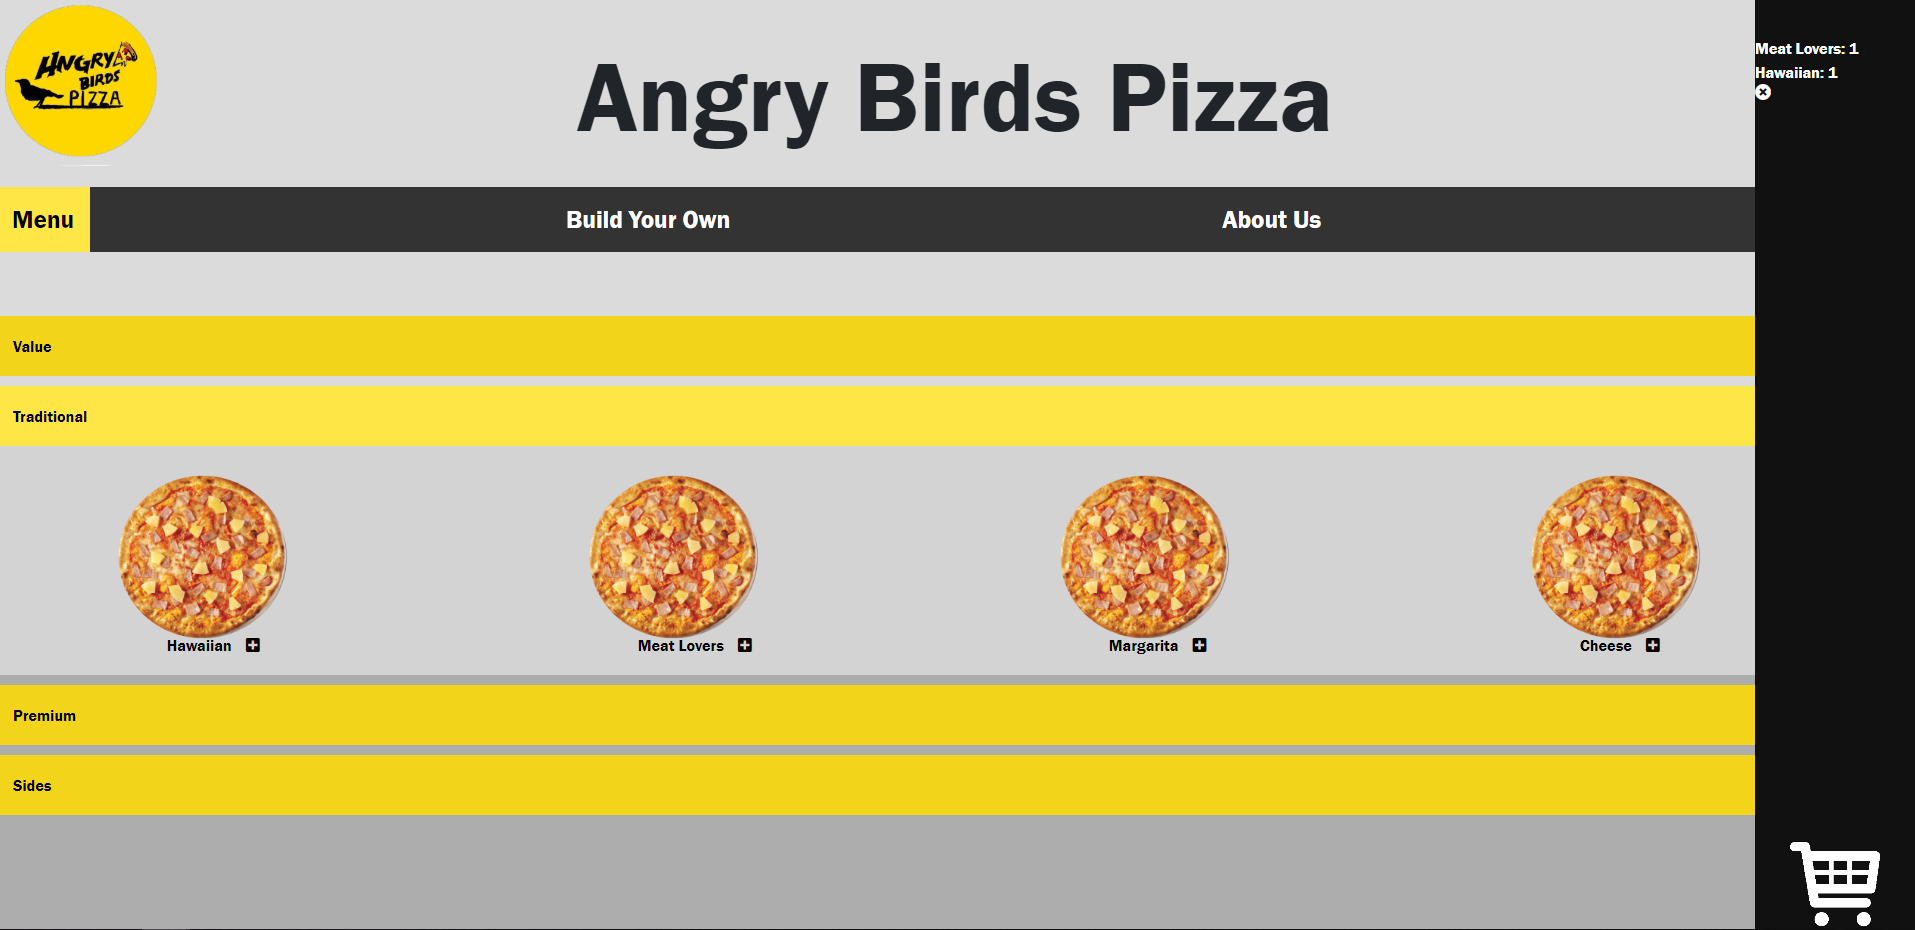 ANGRY
BIRDS
PIZZA
Angry Birds Pizza
Meat Lovers: 1
Hawaiian: 1
Menu
Build Your Own
About Us
Value
Traditional
Hawaiian
Meat Lovers
Margarita
Cheese
Premium
Sides